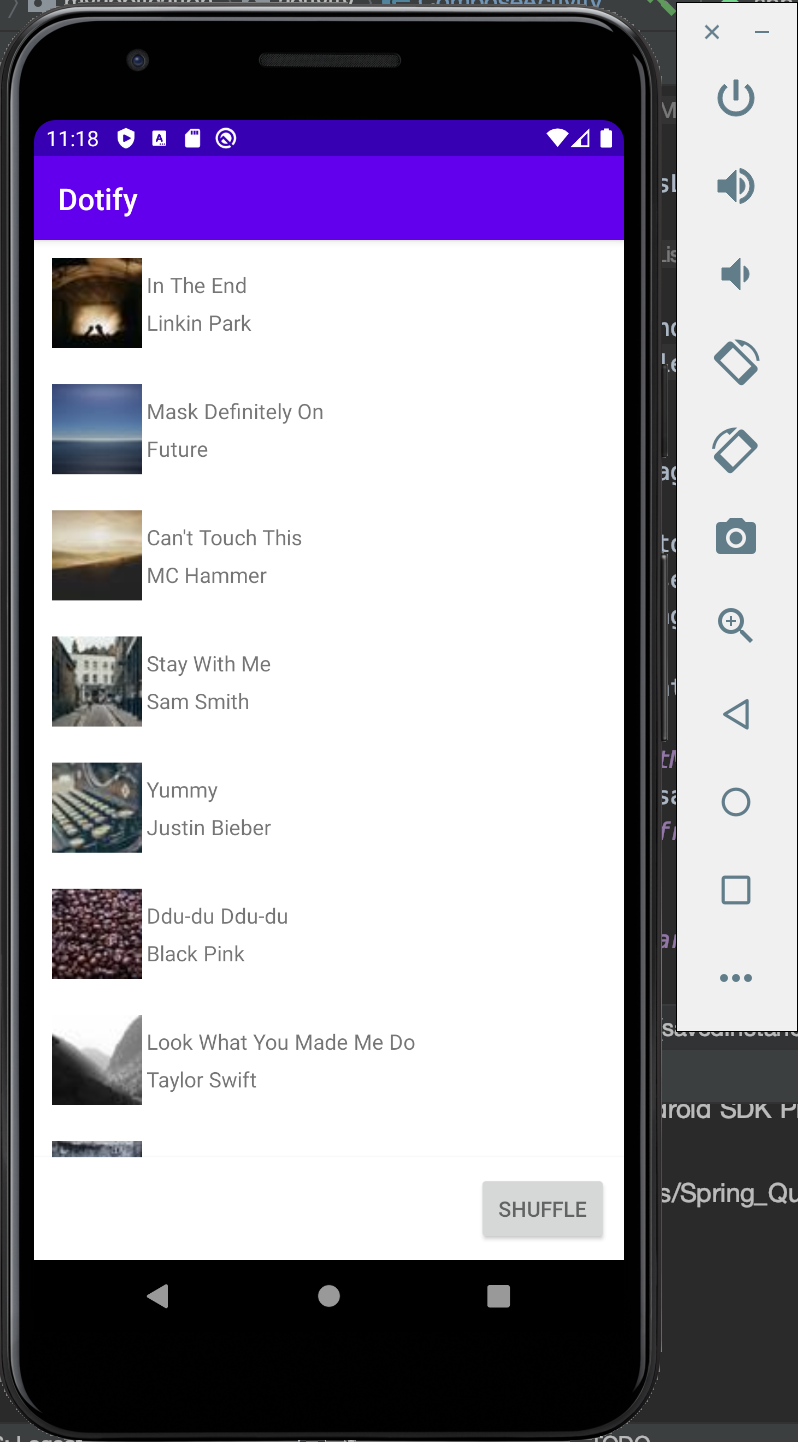 ComposeActivity
11:18
Dotify
In The End
Linkin Park
Mask Definitely On
Future
Can't Touch This
MC Hammer
Stay With Me
Sam Smith
Yummy
Justin Bieber
Ddu-du Ddu-du
Black Pink
Look What You Made Me Do
Taylor Swift
SHUFFLE
SDK
s/Spring_Qu